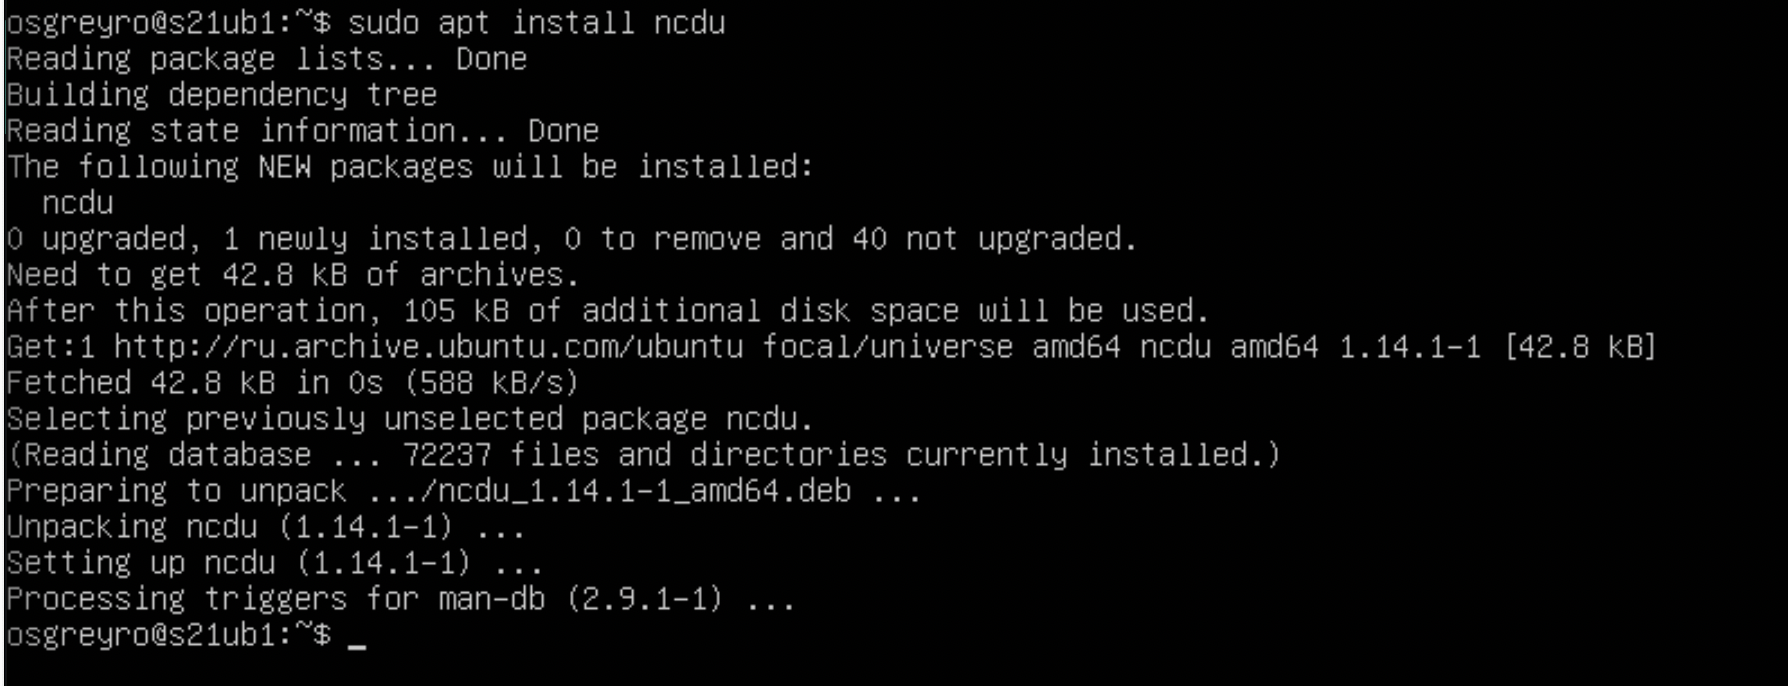 osgreyro@s21ub1:~$ sudo apt install ncdu
Reading package lists... Done
Building dependency tree
Reading state information... Done
The following NEW packages will be installed:
  ncdu
0 upgraded, 1 newly installed, 0 to remove and 40 not upgraded.
Need to get 42.8 kB of archives.
After this operation, 105 kB of additional disk space will be used.
Get:1 http://ru.archive.ubuntu.com/ubuntu focal/universe amd64 ncdu amd64 1.14.1-1 [42.8 kB]
Fetched 42.8 kB in 0s (588 kB/s)
Selecting previously unselected package ncdu.
(Reading database ... 72237 files and directories currently installed.)
Preparing to unpack .../ncdu_1.14.1-1_amd64.deb ...
Unpacking ncdu (1.14.1-1) ...
Setting up ncdu (1.14.1-1) ...
Processing triggers for man-db (2.9.1-1) ...
osgreyro@s21ub1:~$ _